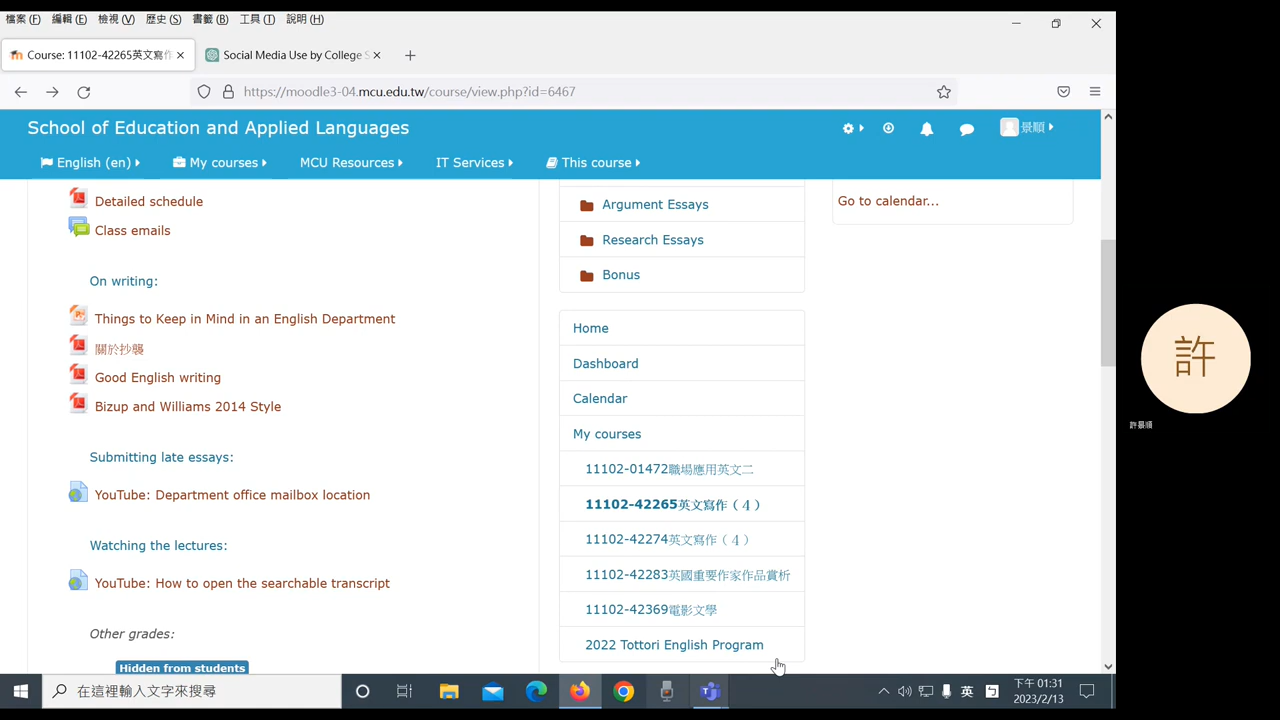 檔案 (F) 編輯 (E) 檢視 (V) 歷史 (S) 書籤 (B) 工具 (T) 說明 (H)
Course: 11102-42265英文寫作
Social Media Use by College S
https://moodle3-04.mcu.edu.tw/course/view.php?id=6467
School of Education and Applied Languages
景順
English (en)
My courses
MCU Resources
IT Services
This course
Detailed schedule
Class emails
On writing:
Things to Keep in Mind in an English Department
關於抄襲
Good English writing
Bizup and Williams 2014 Style
Submitting late essays:
YouTube: Department office mailbox location
Watching the lectures:
YouTube: How to open the searchable transcript
Other grades:
Hidden from students
Argument Essays
Research Essays
Bonus
Home
Dashboard
Calendar
My courses
11102-01472職場應用英文二
11102-42265英文寫作（4）
11102-42274英文寫作（4）
11102-42283英國重要作家作品賞析
11102-42369電影文學
2022 Tottori English Program
Go to calendar...
許
許景順
在這裡輸入文字來搜尋
英
下午 01:31
2023/2/13